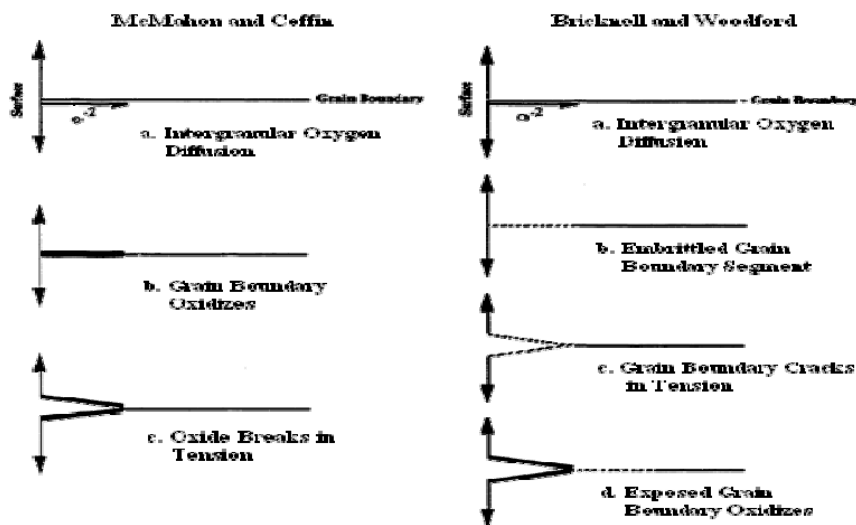 McMahon and Coffin
Surface
Grain Boundary
O⁻²
a. Intergranular Oxygen
Diffusion
b. Grain Boundary
Oxidizes
c. Oxide Breaks in
Tension
Bricknell and Woodford
Surface
Grain Boundary
O⁻²
a. Intergranular Oxygen
Diffusion
b. Embrittled Grain
Boundary Segment
c. Grain Boundary Cracks
in Tension
d. Exposed Grain
Boundary Oxidizes